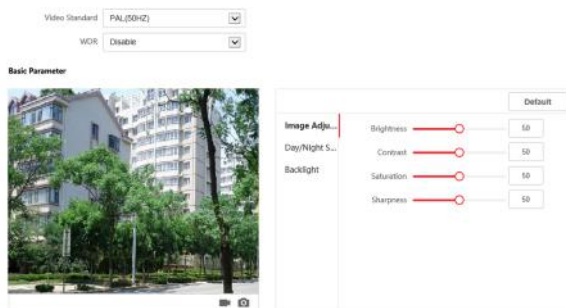 Video Standard PAL(50HZ)
WDR Disable
Basic Parameter
Default
Image Adju...
Day/Night S...
Backlight
Brightness 50
Contrast 50
Saturation 50
Sharpness 50